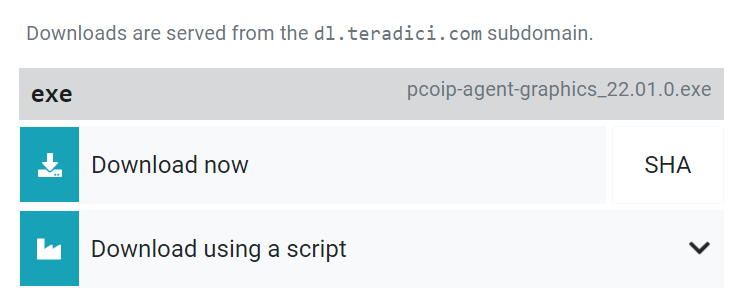 Downloads are served from the dl.teradici.com subdomain.
exe pcoip-agent-graphics_22.01.0.exe
Download now SHA
Download using a script